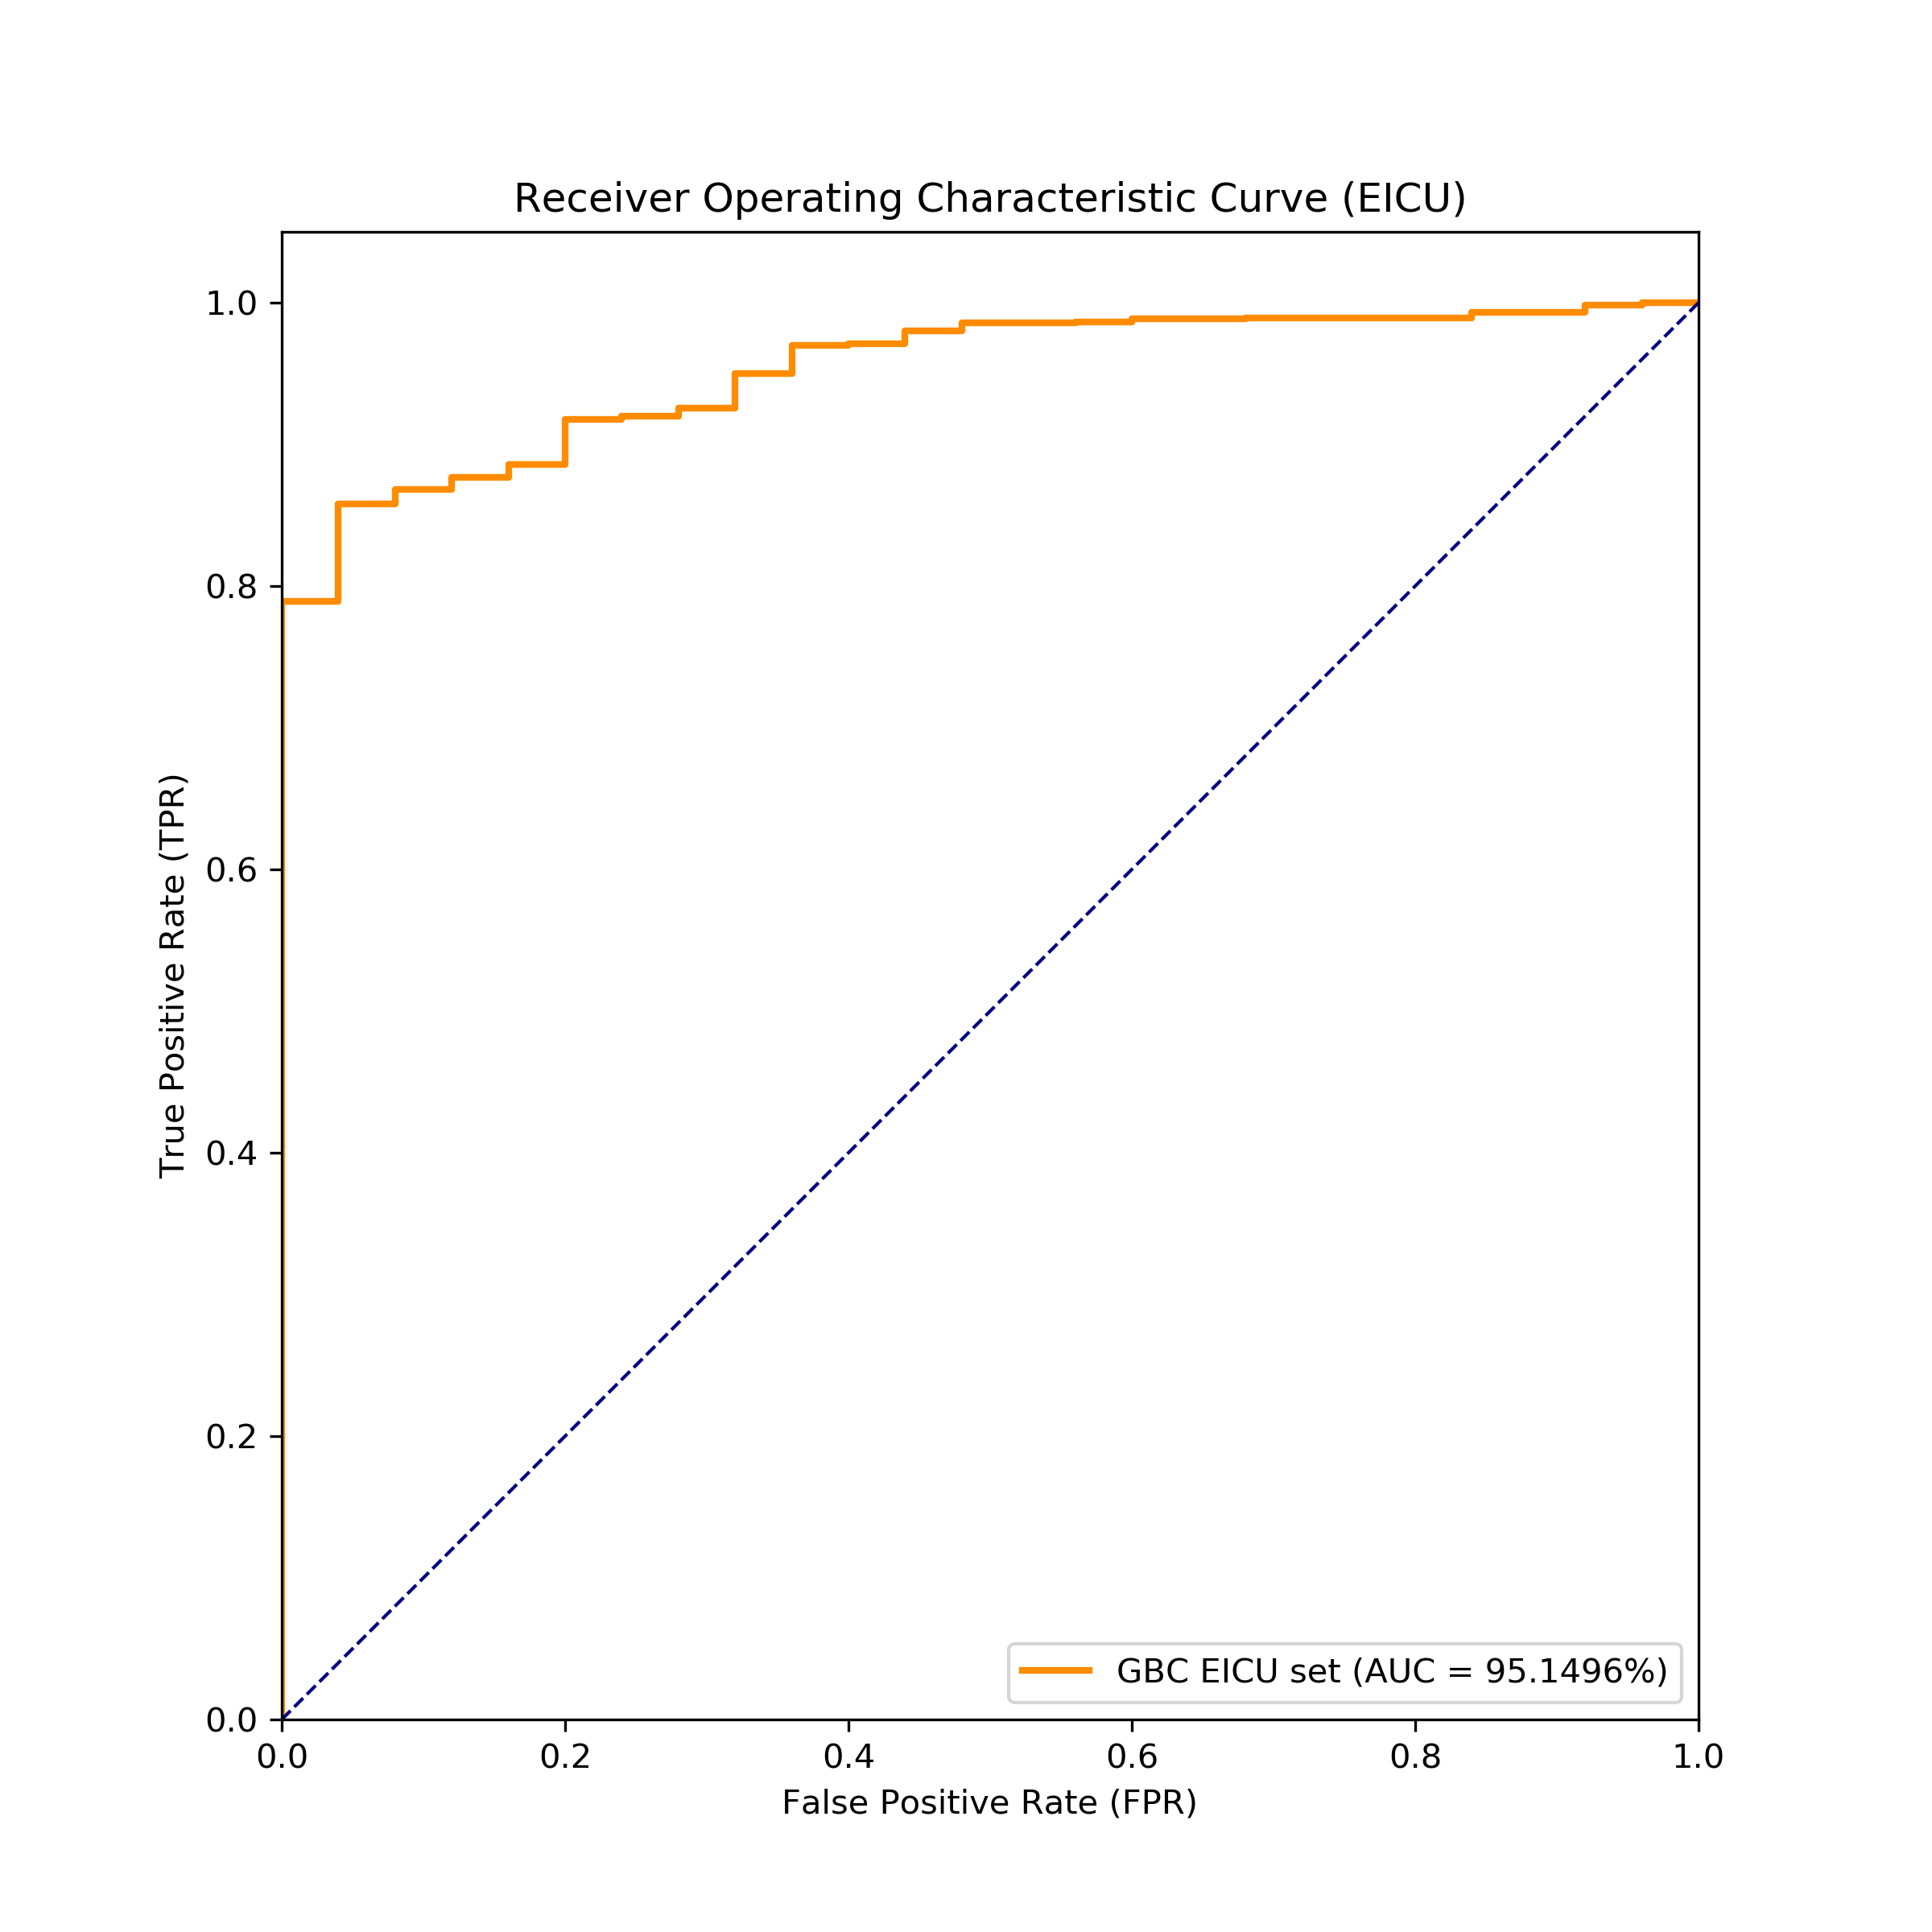 Receiver Operating Characteristic Curve (EICU)
True Positive Rate (TPR)
1.0
0.8
0.6
0.4
0.2
0.0
GBC EICU set (AUC = 95.1496%)
0.0 0.2 0.4 0.6 0.8 1.0
False Positive Rate (FPR)